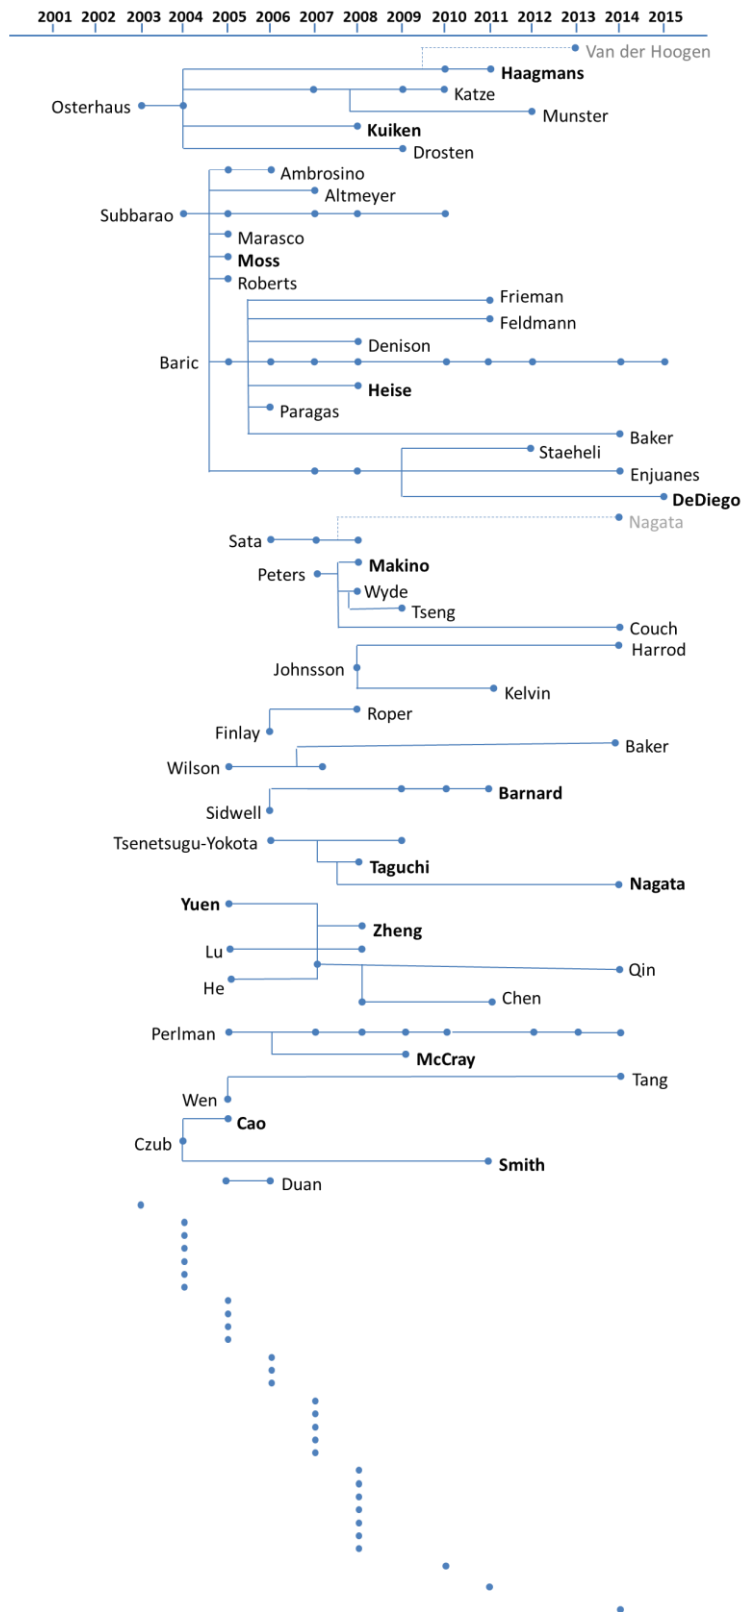 2001 2002 2003 2004 2005 2006 2007 2008 2009 2010 2011 2012 2013 2014 2015
Van der Hoogen
Haagmans
Katze
Osterhaus
Munster
Kuiken
Drosten
Ambrosino
Altmeyer
Subbarao
Marasco
Moss
Roberts
Frieman
Feldmann
Denison
Baric
Heise
Paragas
Baker
Staeheli
Enjuanes
DeDiego
Nagata
Sata
Makino
Peters
Wyde
Tseng
Couch
Harrod
Johnsson
Kelvin
Roper
Finlay
Baker
Wilson
Barnard
Sidwell
Tsenetsugu-Yokota
Taguchi
Nagata
Yuen
Zheng
Lu
Qin
He
Chen
Perlman
McCray
Tang
Wen
Cao
Czub
Smith
Duan